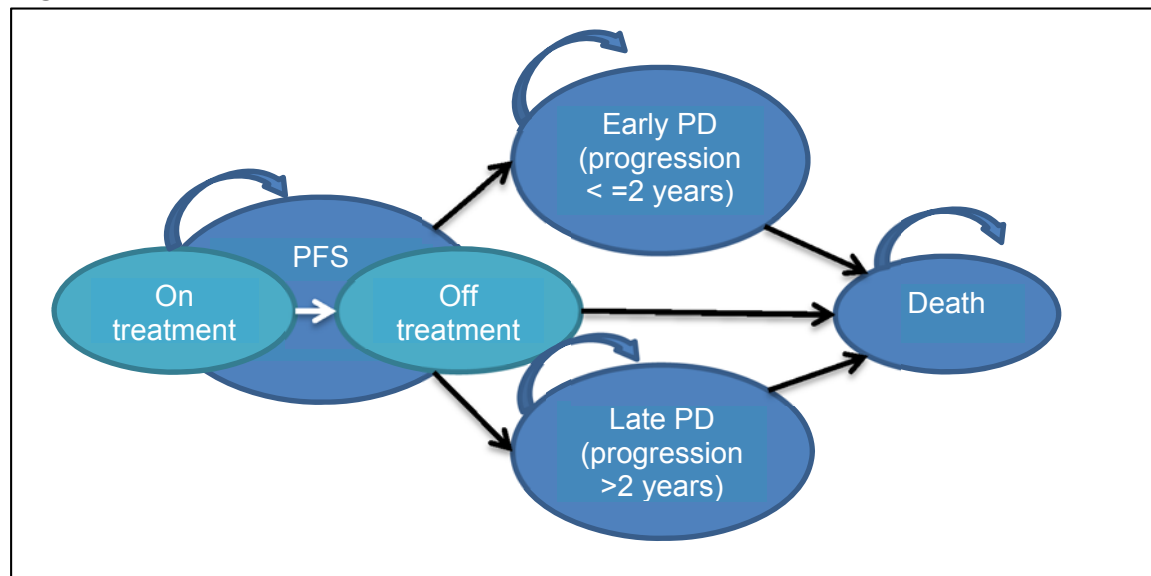 PFS
On
treatment
Off
treatment
Early PD
(progression
< =2 years)
Late PD
(progression
>2 years)
Death